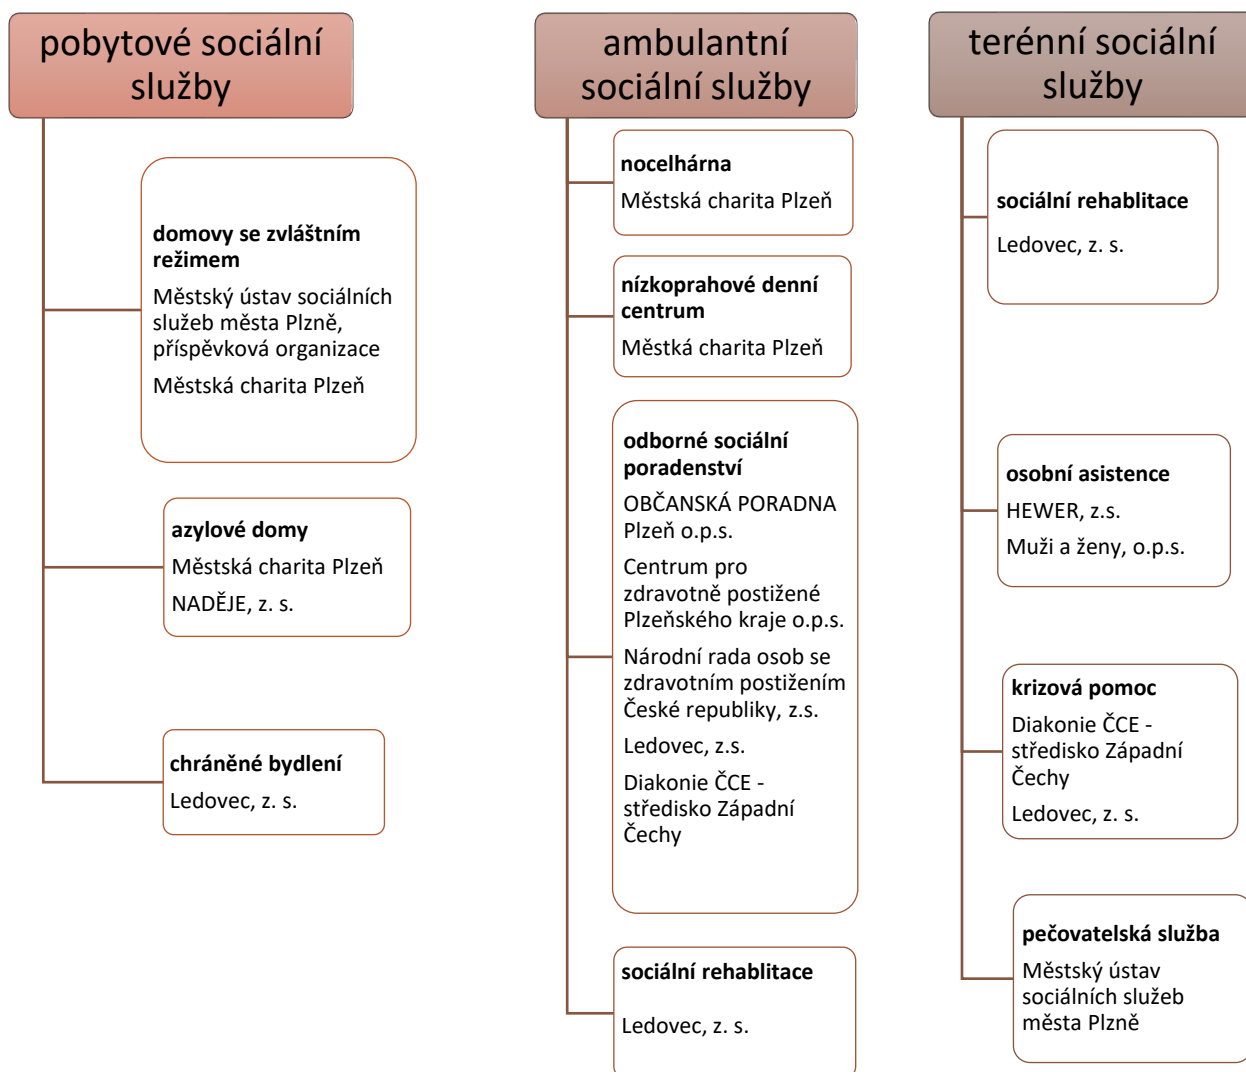 pobytové sociální
služby
domovy se zvláštním
režimem
Městský ústav sociálních
služeb města Plzně,
příspěvková organizace
Městská charita Plzeň
azylové domy
Městská charita Plzeň
NADĚJE, z. s.
chráněné bydlení
Ledovec, z. s.
ambulantní
sociální služby
nocelhárna
Městská charita Plzeň
nízkoprahové denní
centrum
Městká charita Plzeň
odborné sociální
poradenství
OBČANSKÁ PORADNA
Plzeň o.p.s.
Centrum pro
zdravotně postižené
Plzeňského kraje o.p.s.
Národní rada osob se
zdravotním postižením
České republiky, z.s.
Ledovec, z.s.
Diakonie ČCE -
středisko Západní
Čechy
sociální rehablitace
Ledovec, z. s.
terénní sociální
služby
sociální rehablitace
Ledovec, z. s.
osobní asistence
HEWER, z.s.
Muži a ženy, o.p.s.
krizová pomoc
Diakonie ČCE -
středisko Západní
Čechy
Ledovec, z. s.
pečovatelská služba
Městský ústav
sociálních služeb
města Plzně